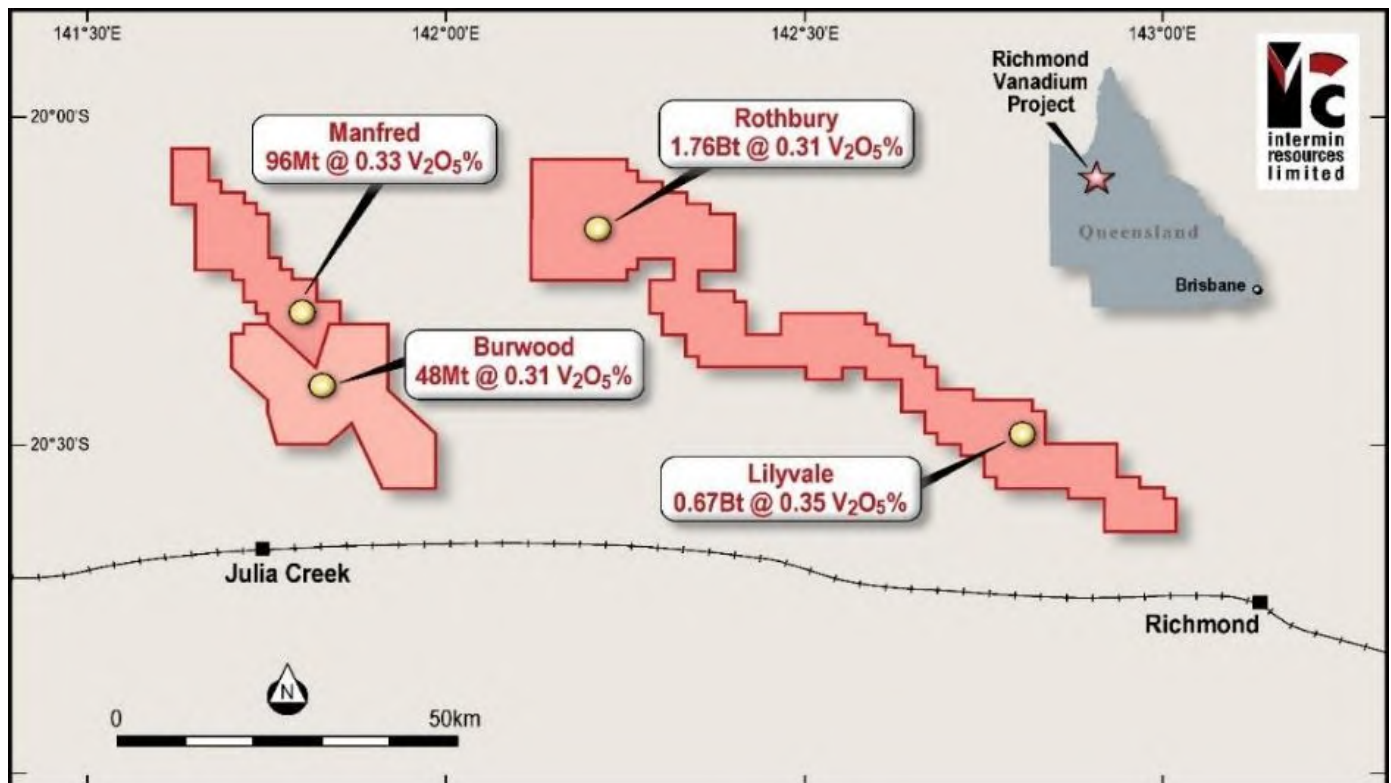 141°30'E
142°00'E
142°30'E
143°00'E
20°00'S
20°30'S
Manfred
96Mt @ 0.33 V₂O₅%
Rothbury
1.76Bt @ 0.31 V₂O₅%
Richmond
Vanadium
Project
Queensland
Brisbane
intermin
resources
limited
Burwood
48Mt @ 0.31 V₂O₅%
Lilyvale
0.67Bt @ 0.35 V₂O₅%
Julia Creek
Richmond
N
0
50km